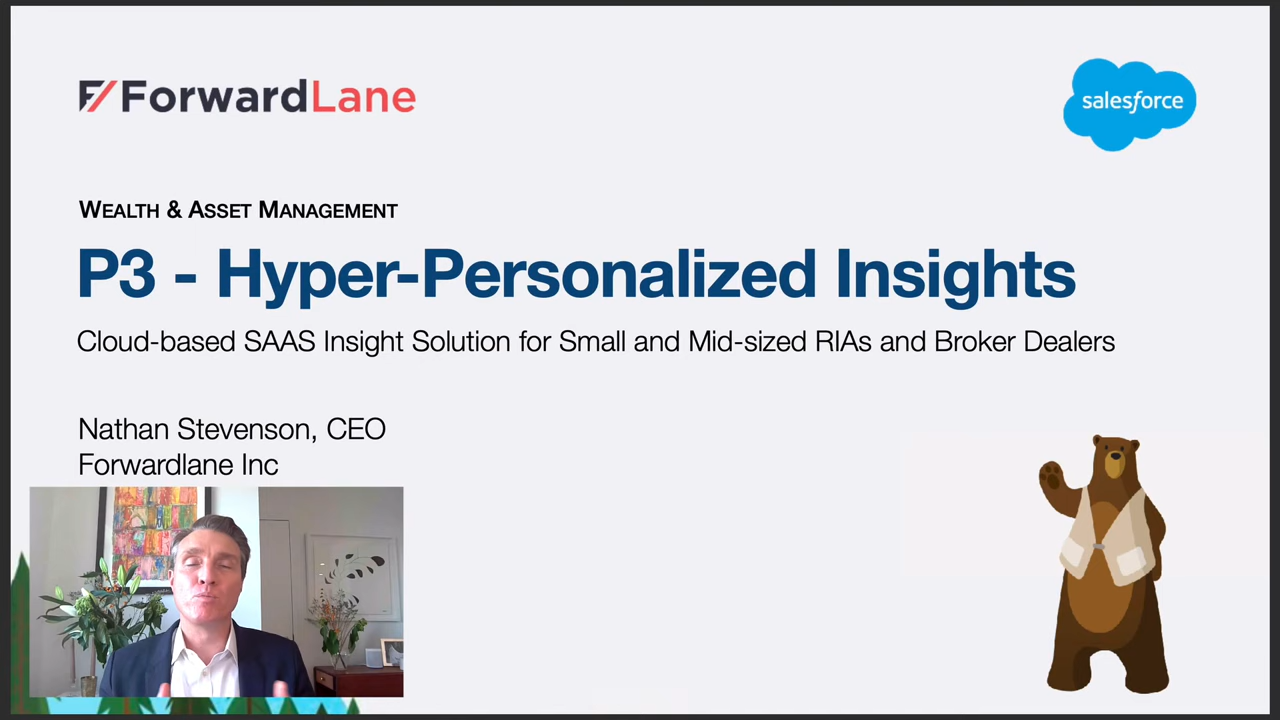 ForwardLane
salesforce
WEALTH & ASSET MANAGEMENT
P3 - Hyper-Personalized Insights
Cloud-based SAAS Insight Solution for Small and Mid-sized RIAs and Broker Dealers
Nathan Stevenson, CEO
Forwardlane Inc